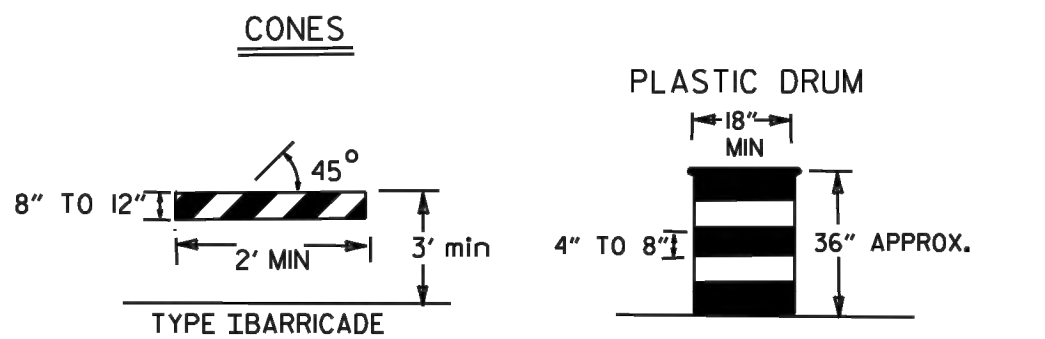 CONES
45°
8" TO 12"
2' MIN
3' min
TYPE IBARRICADE
PLASTIC DRUM
18"
MIN
4" TO 8"
36" APPROX.